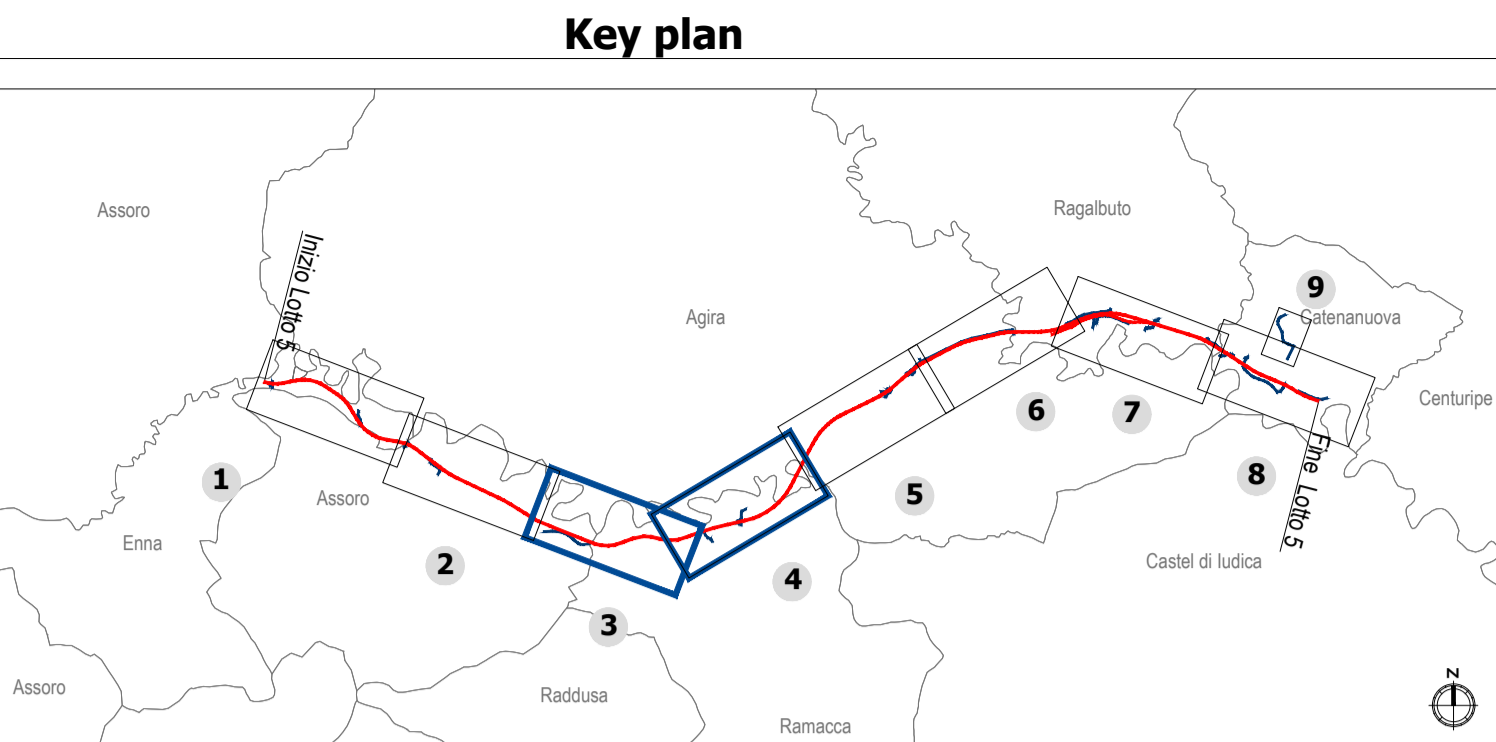 Key plan
Assoro
Ragalbuto
Inizio Lotto 5
9
Agira
Catenanuova
Centuripe
6
7
1
Assoro
8
5
Fine Lotto 5
Enna
2
4
Castel di Iudica
3
Assoro
Raddusa
Ramacca
N